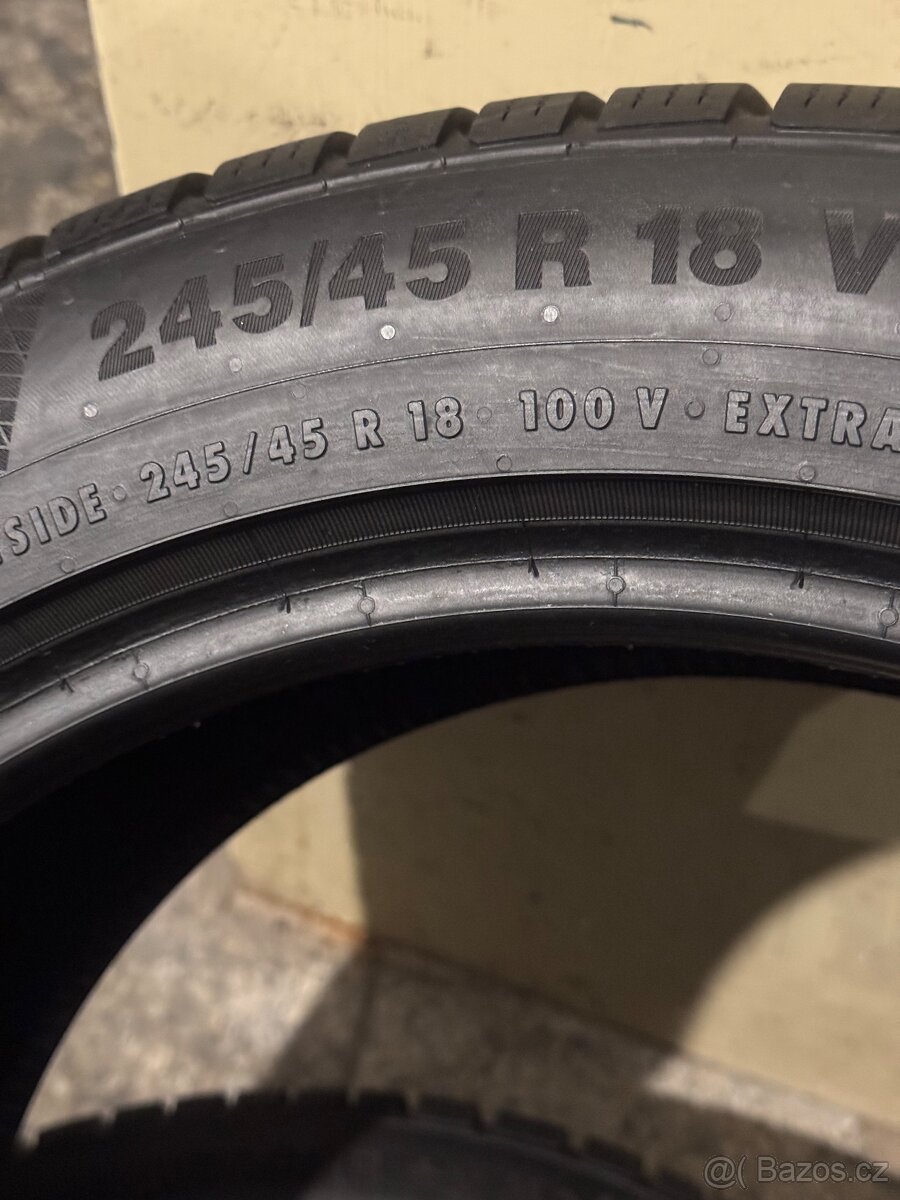 245/45 R 18 V
SIDE · 245/45 R 18 · 100 V · EXTRA
@( Bazos.cz